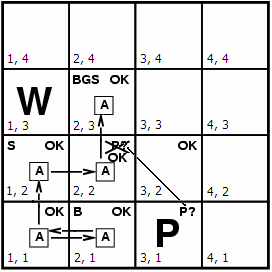 1, 4 2, 4 3, 4 4, 4
BGS OK
W A
1, 3 2, 3 3, 3 4, 3
S OK P? OK
OK
A A
1, 2 2, 2 3, 2 4, 2
OK B OK P?
A A P
1, 1 2, 1 3, 1 4, 1